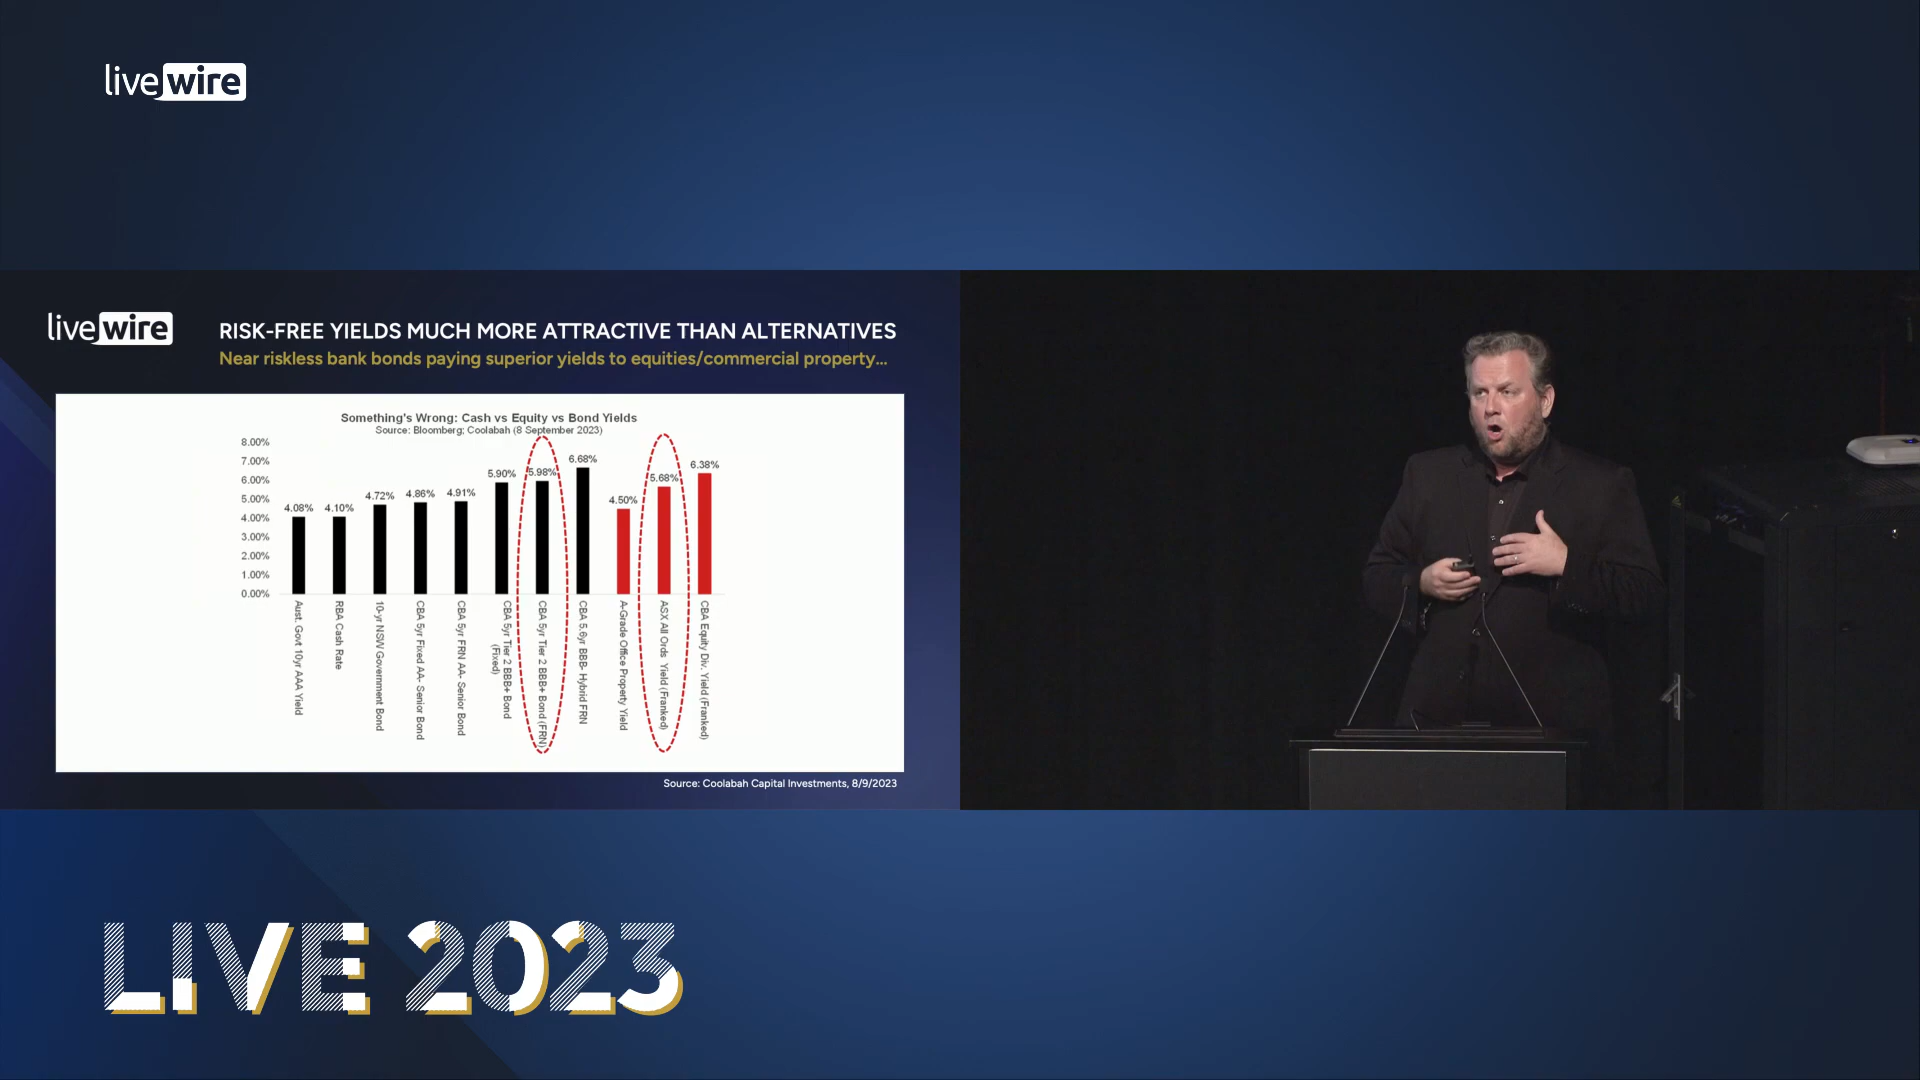 livewire
livewire
RISK-FREE YIELDS MUCH MORE ATTRACTIVE THAN ALTERNATIVES
Near riskless bank bonds paying superior yields to equities/commercial property...
Something's Wrong: Cash vs Equity vs Bond Yields
Source: Bloomberg; Coolabah (8 September 2023)
8.00%
7.00%
6.00%
5.00%
4.00%
3.00%
2.00%
1.00%
0.00%
4.08%
4.10%
4.72%
4.86%
4.91%
5.90%
5.98%
6.68%
4.50%
5.68%
6.38%
Aust. Govt 10yr AAA Yield
RBA Cash Rate
10-yr NSW Government Bond
CBA 5yr Fixed AA- Senior Bond
CBA 5yr FRN AA- Senior Bond
CBA 5yr Tier 2 BBB+ Bond
(Fixed)
CBA 5yr Tier 2 BBB+ Bond (FRN)
CBA 5.6yr BBB- Hybrid FRN
A-Grade Office Property Yield
ASX All Ords Yield (Franked)
CBA Equity Div. Yield (Franked)
Source: Coolabah Capital Investments, 8/9/2023
LIVE 2023